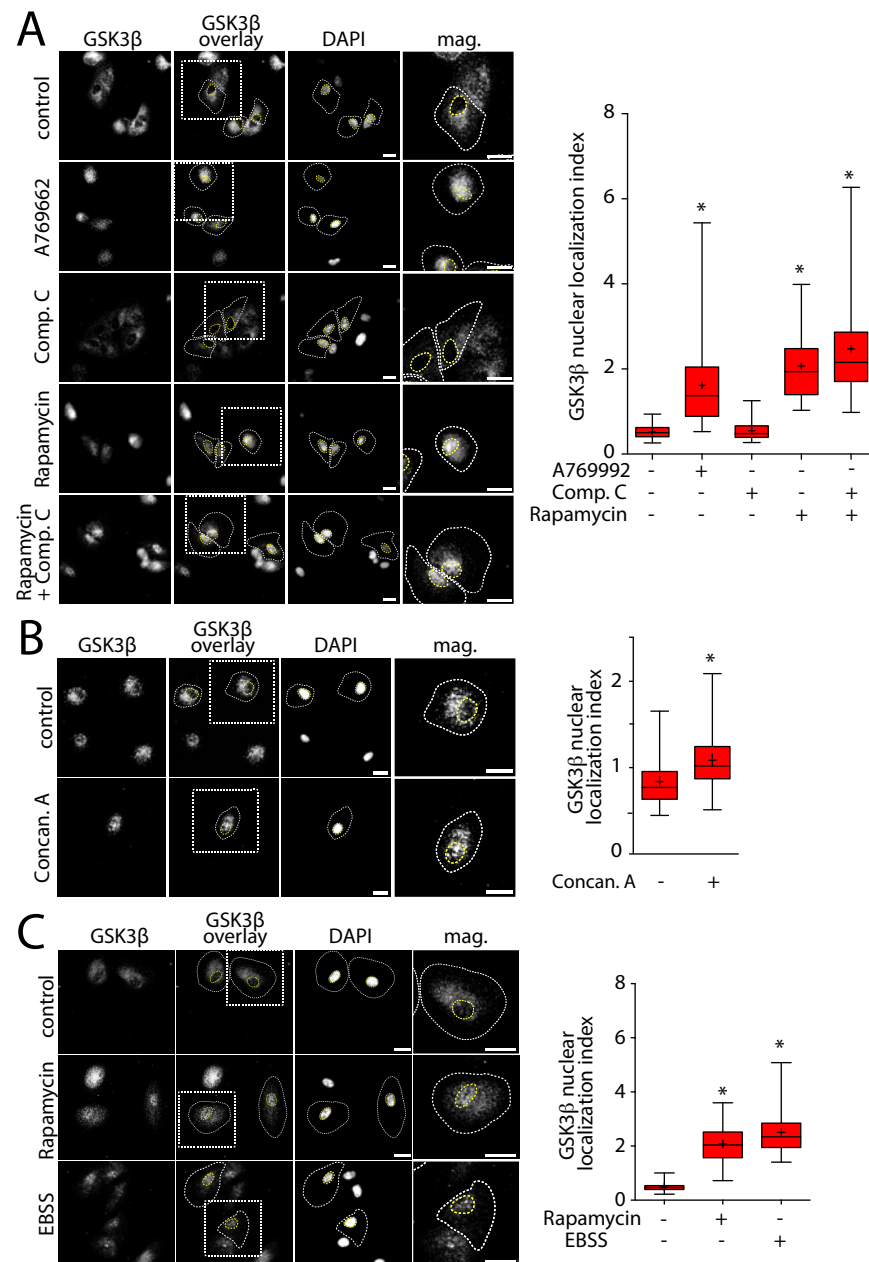 A
GSK3β
GSK3β
overlay
DAPI
mag.
control
A769662
Comp. C
Rapamycin
Rapamycin
+ Comp. C
GSK3β nuclear localization index
8
6
4
2
0
*
*
*
*
A769992 - + - - -
Comp. C - - + - +
Rapamycin - - - + +
B
GSK3β
GSK3β
overlay
DAPI
mag.
control
Concan. A
GSK3β nuclear
localization index
2
1
0
*
Concan. A - +
C
GSK3β
GSK3β
overlay
DAPI
mag.
control
Rapamycin
EBSS
GSK3β nuclear
localization index
8
6
4
2
0
*
*
Rapamycin - + -
EBSS - - +